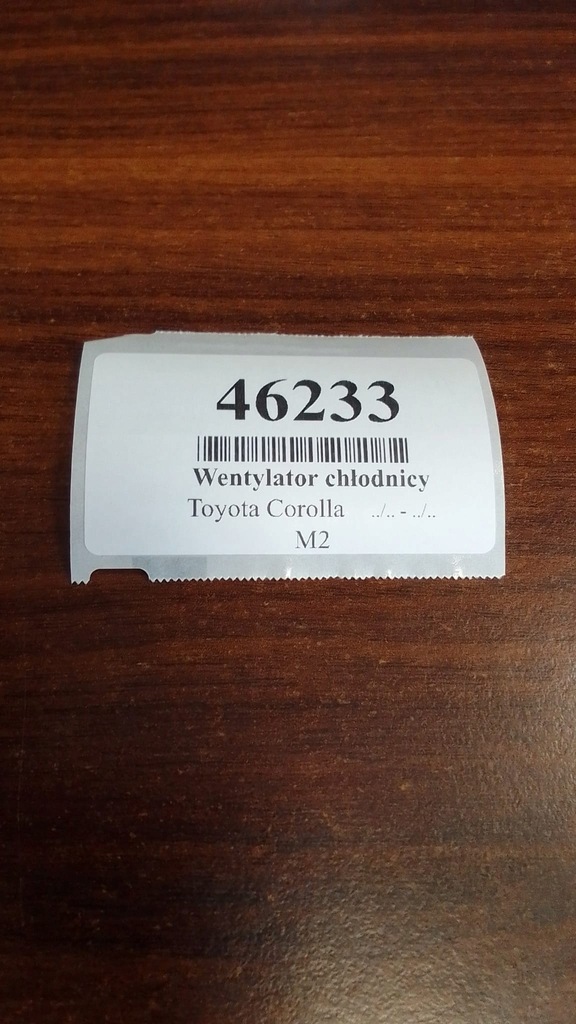 46233
Wentylator chłodnicy
Toyota Corolla ../.. - ../..
M2